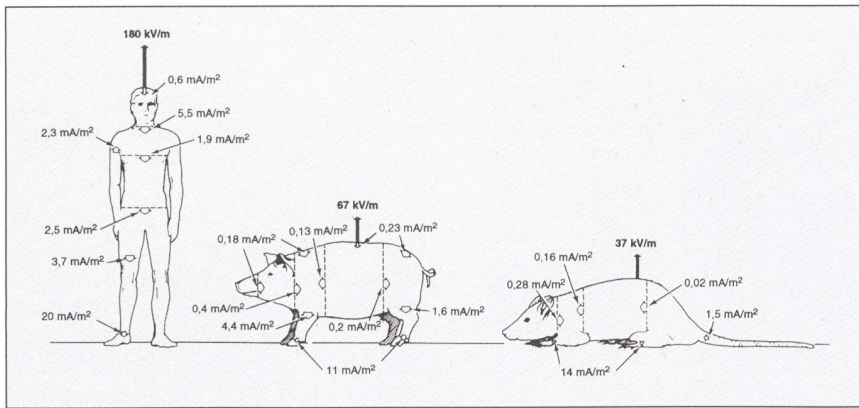 180 kV/m
0,6 mA/m²
5,5 mA/m²
2,3 mA/m²
1,9 mA/m²
2,5 mA/m²
3,7 mA/m²
20 mA/m²
67 kV/m
0,13 mA/m²
0,23 mA/m²
0,18 mA/m²
0,4 mA/m²
4,4 mA/m²
0,2 mA/m²
1,6 mA/m²
11 mA/m²
37 kV/m
0,16 mA/m²
0,28 mA/m²
0,02 mA/m²
1,5 mA/m²
14 mA/m²